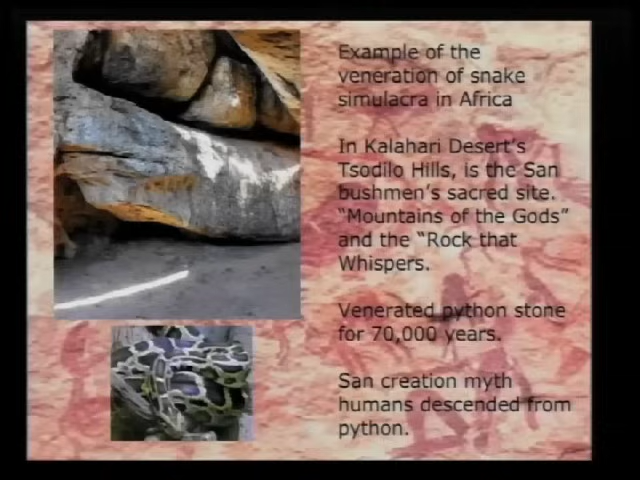 Example of the
veneration of snake
simulacra in Africa
In Kalahari Desert's
Tsodilo Hills, is the San
bushmen's sacred site.
"Mountains of the Gods"
and the "Rock that
Whispers.
Venerated python stone
for 70,000 years.
San creation myth
humans descended from
python.